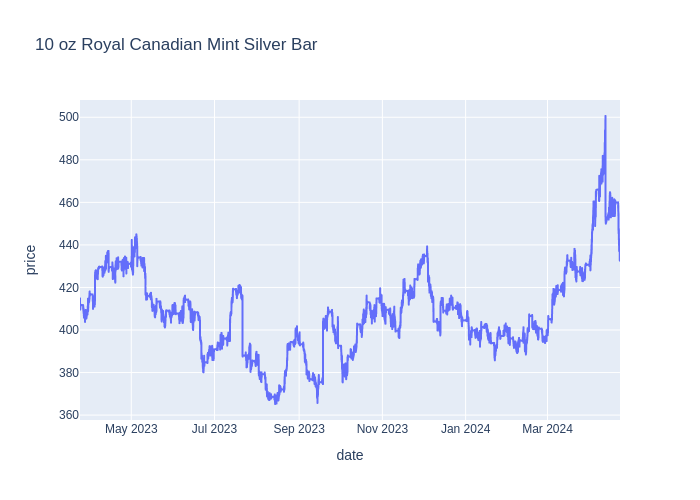 10 oz Royal Canadian Mint Silver Bar
500
480
460
440
420
400
380
360
price
May 2023
Jul 2023
Sep 2023
Nov 2023
Jan 2024
Mar 2024
date